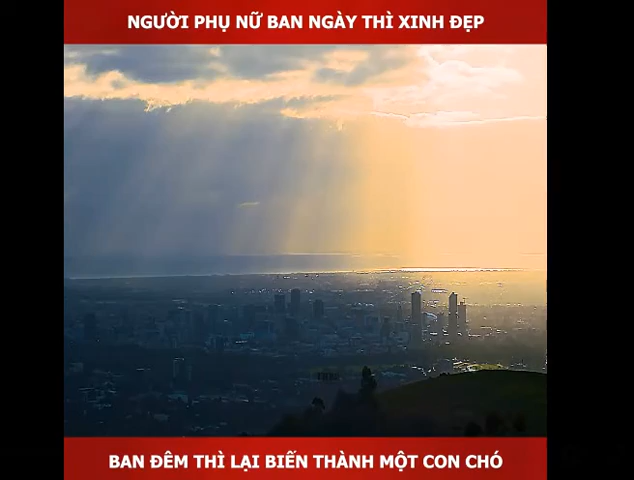 NGƯỜI PHỤ NỮ BAN NGÀY THÌ XINH ĐẸP
BAN ĐÊM THÌ LẠI BIẾN THÀNH MỘT CON CHÓ